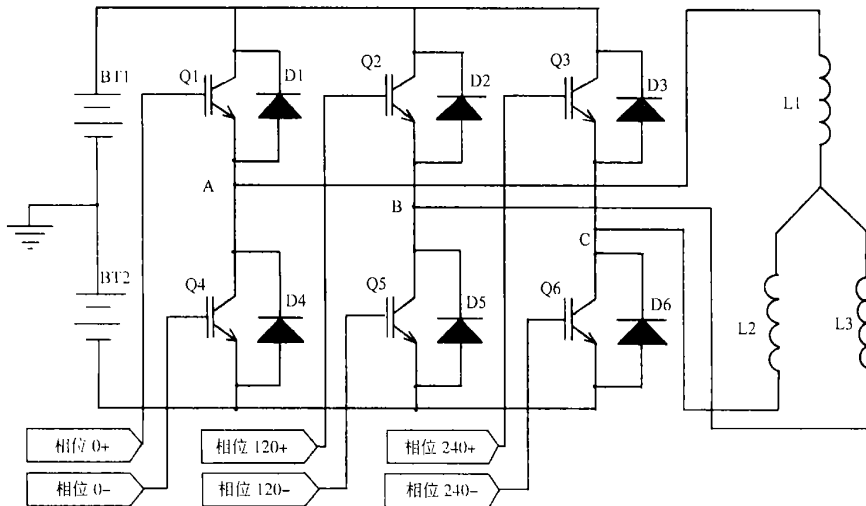 BT1
Q1
D1
Q2
D2
Q3
D3
L1
A
B
C
BT2
Q4
D4
Q5
D5
Q6
D6
L2
L3
相位 0+
相位 120+
相位 240+
相位 0-
相位 120-
相位 240-